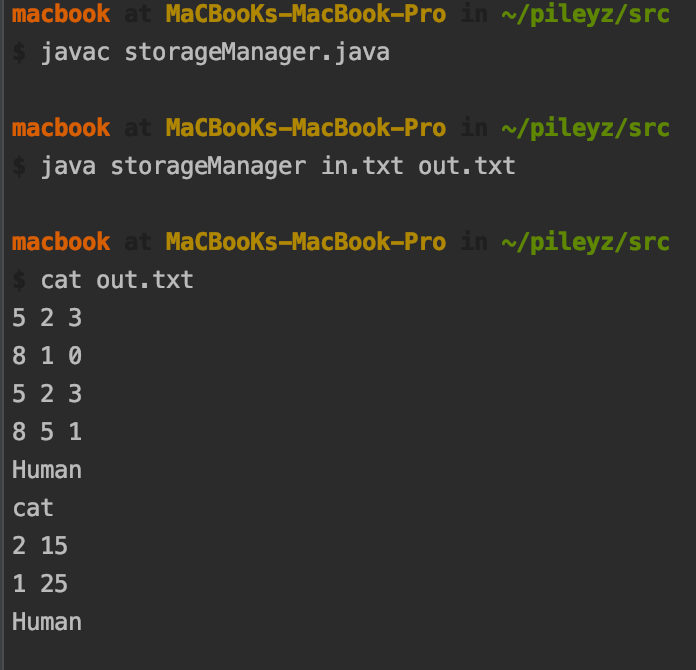 macbook at MaCBooKs-MacBook-Pro in ~/pileyz/src
$ javac storageManager.java
macbook at MaCBooKs-MacBook-Pro in ~/pileyz/src
$ java storageManager in.txt out.txt
macbook at MaCBooKs-MacBook-Pro in ~/pileyz/src
$ cat out.txt
5 2 3
8 1 0
5 2 3
8 5 1
Human
cat
2 15
1 25
Human